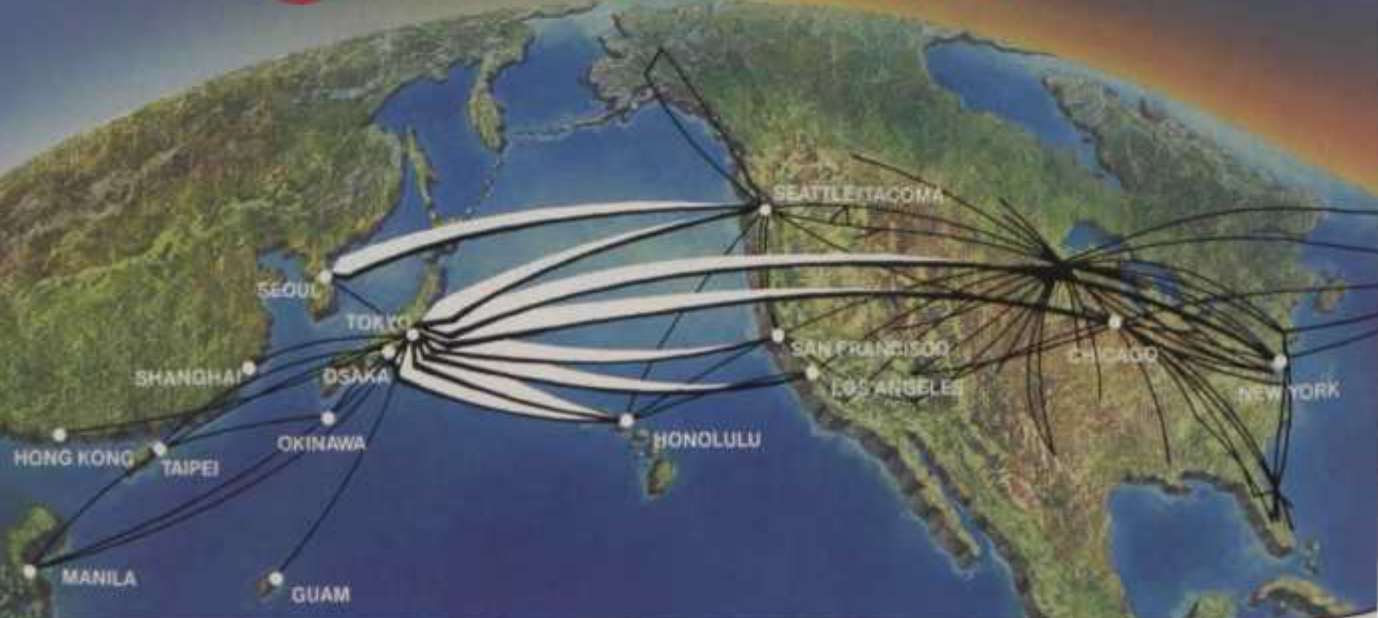 SEATTLE/TACOMA
SEOUL
TOKYO
SAN FRANCISCO
CHICAGO
SHANGHAI
OSAKA
LOS ANGELES
NEW YORK
OKINAWA
HONOLULU
HONG KONG
TAIPEI
MANILA
GUAM